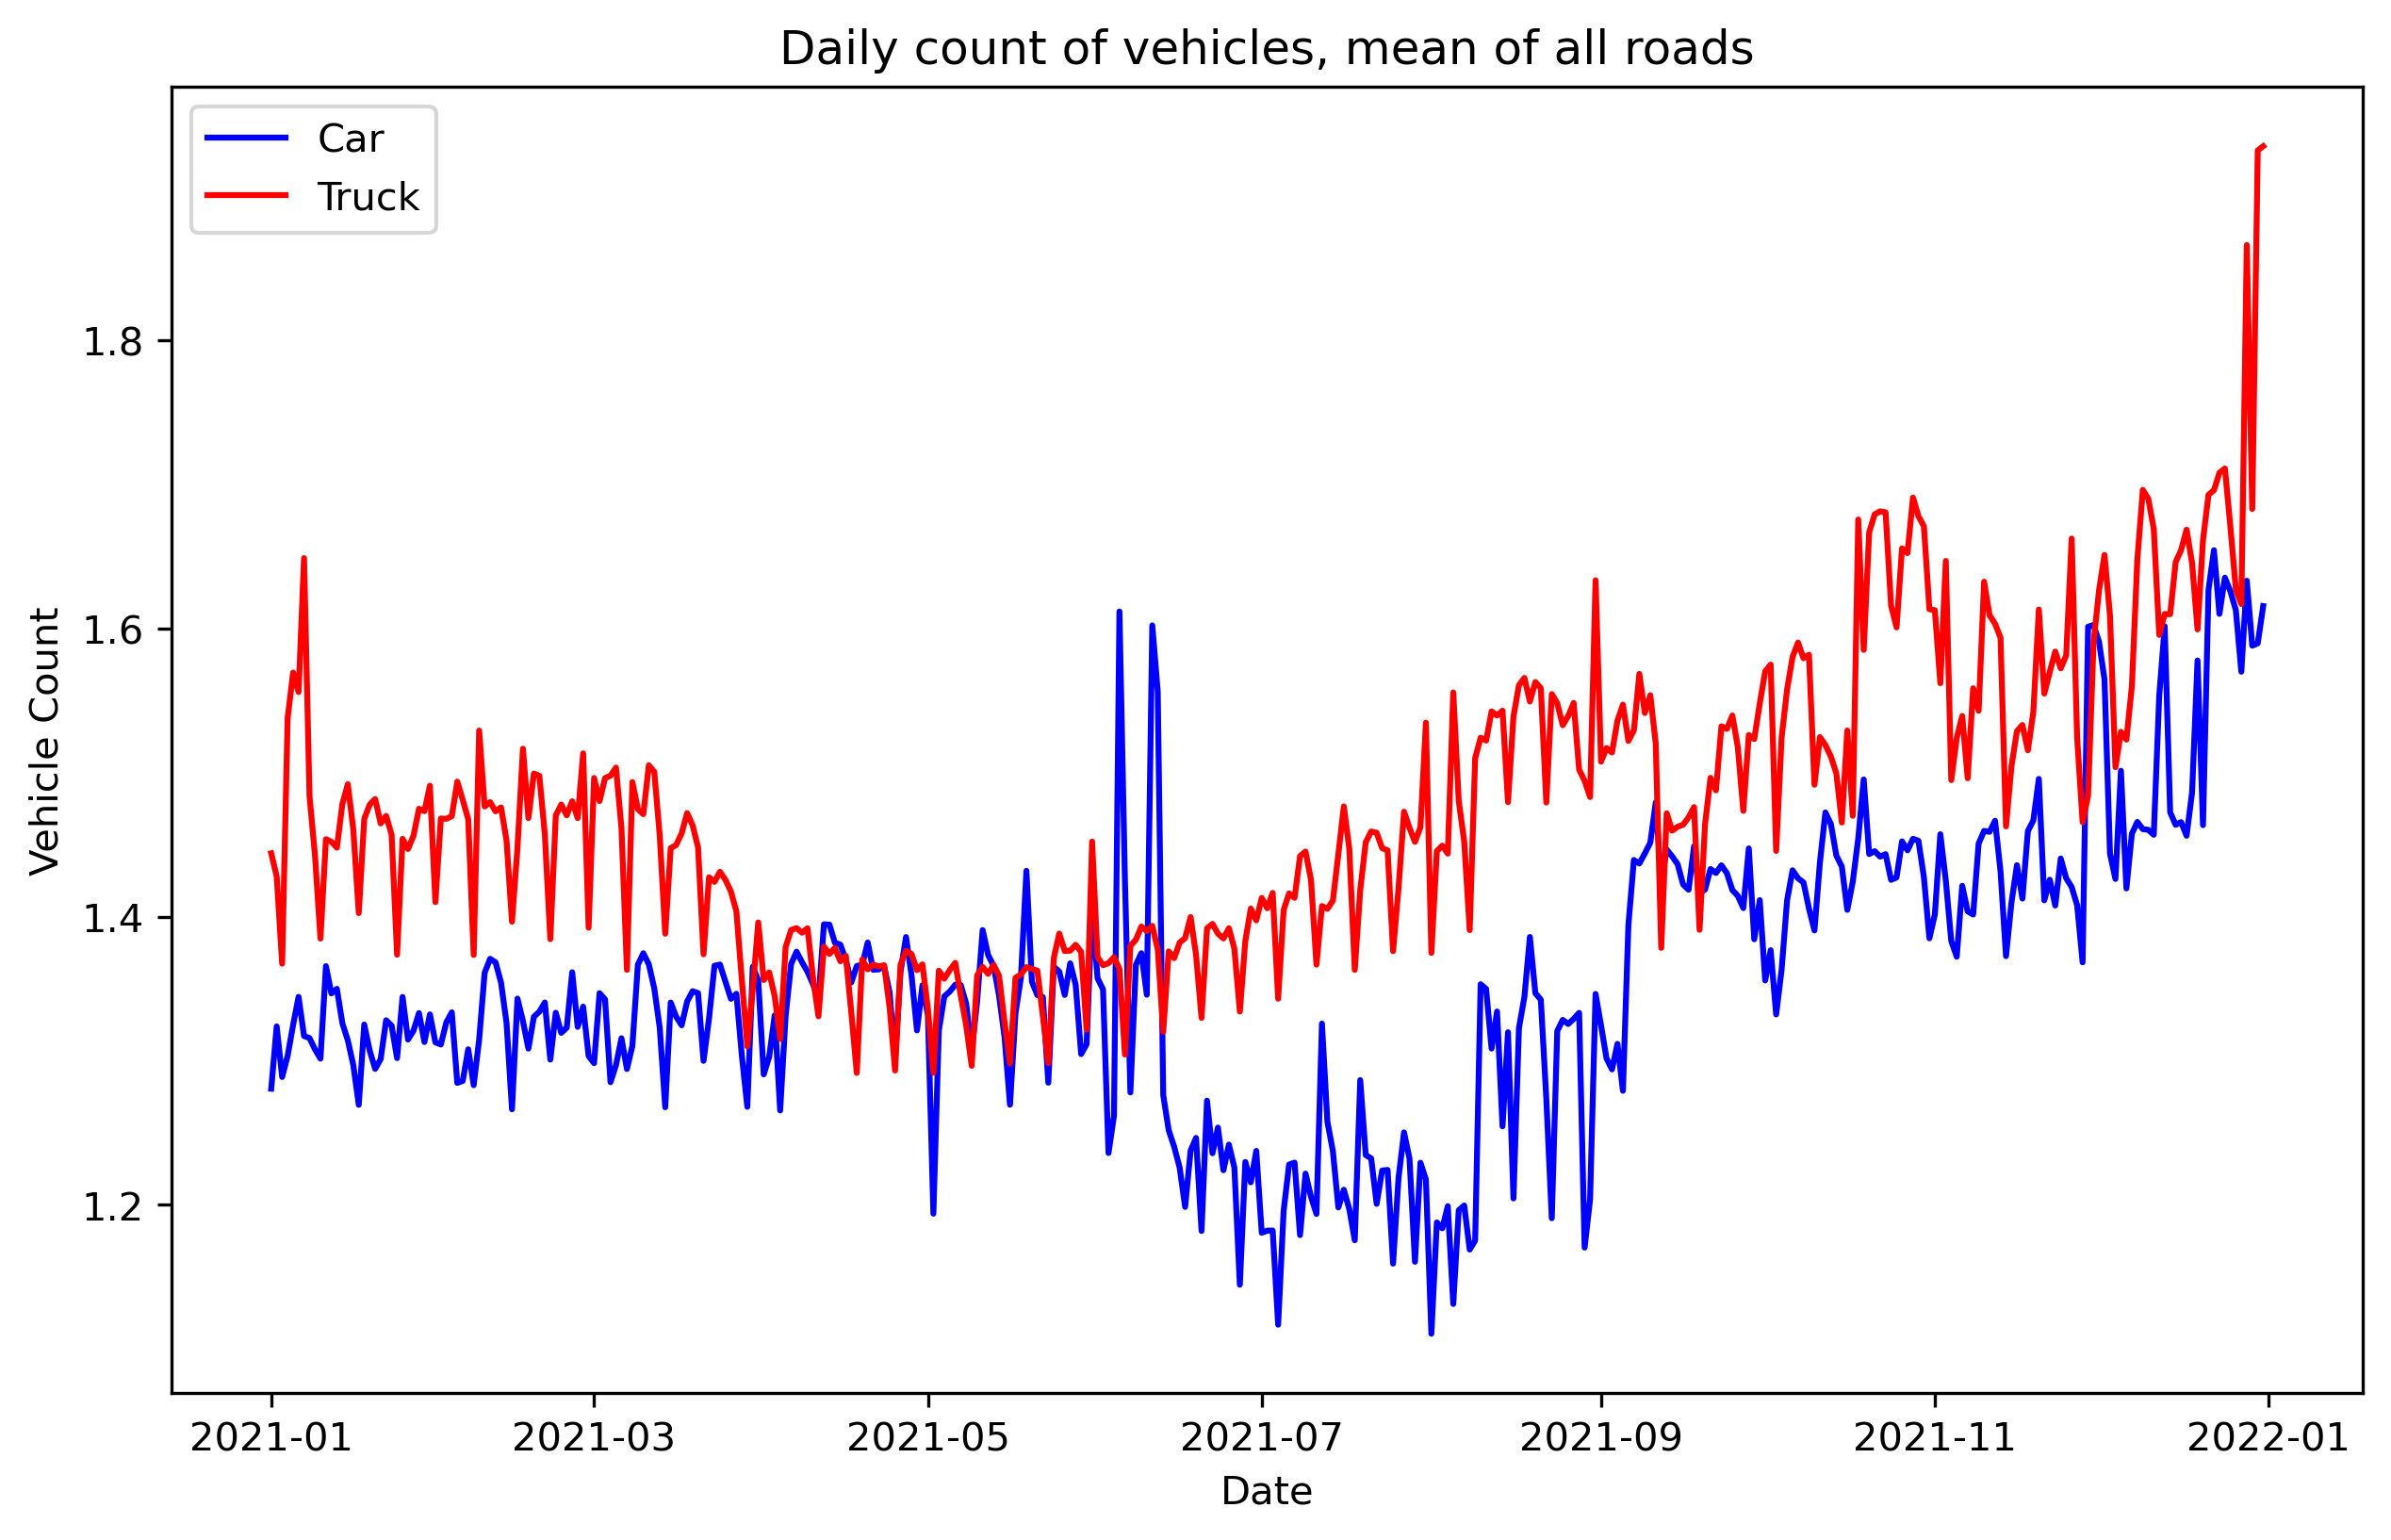 Daily count of vehicles, mean of all roads
Car
Truck
Vehicle Count
1.8
1.6
1.4
1.2
2021-01 2021-03 2021-05 2021-07 2021-09 2021-11 2022-01
Date